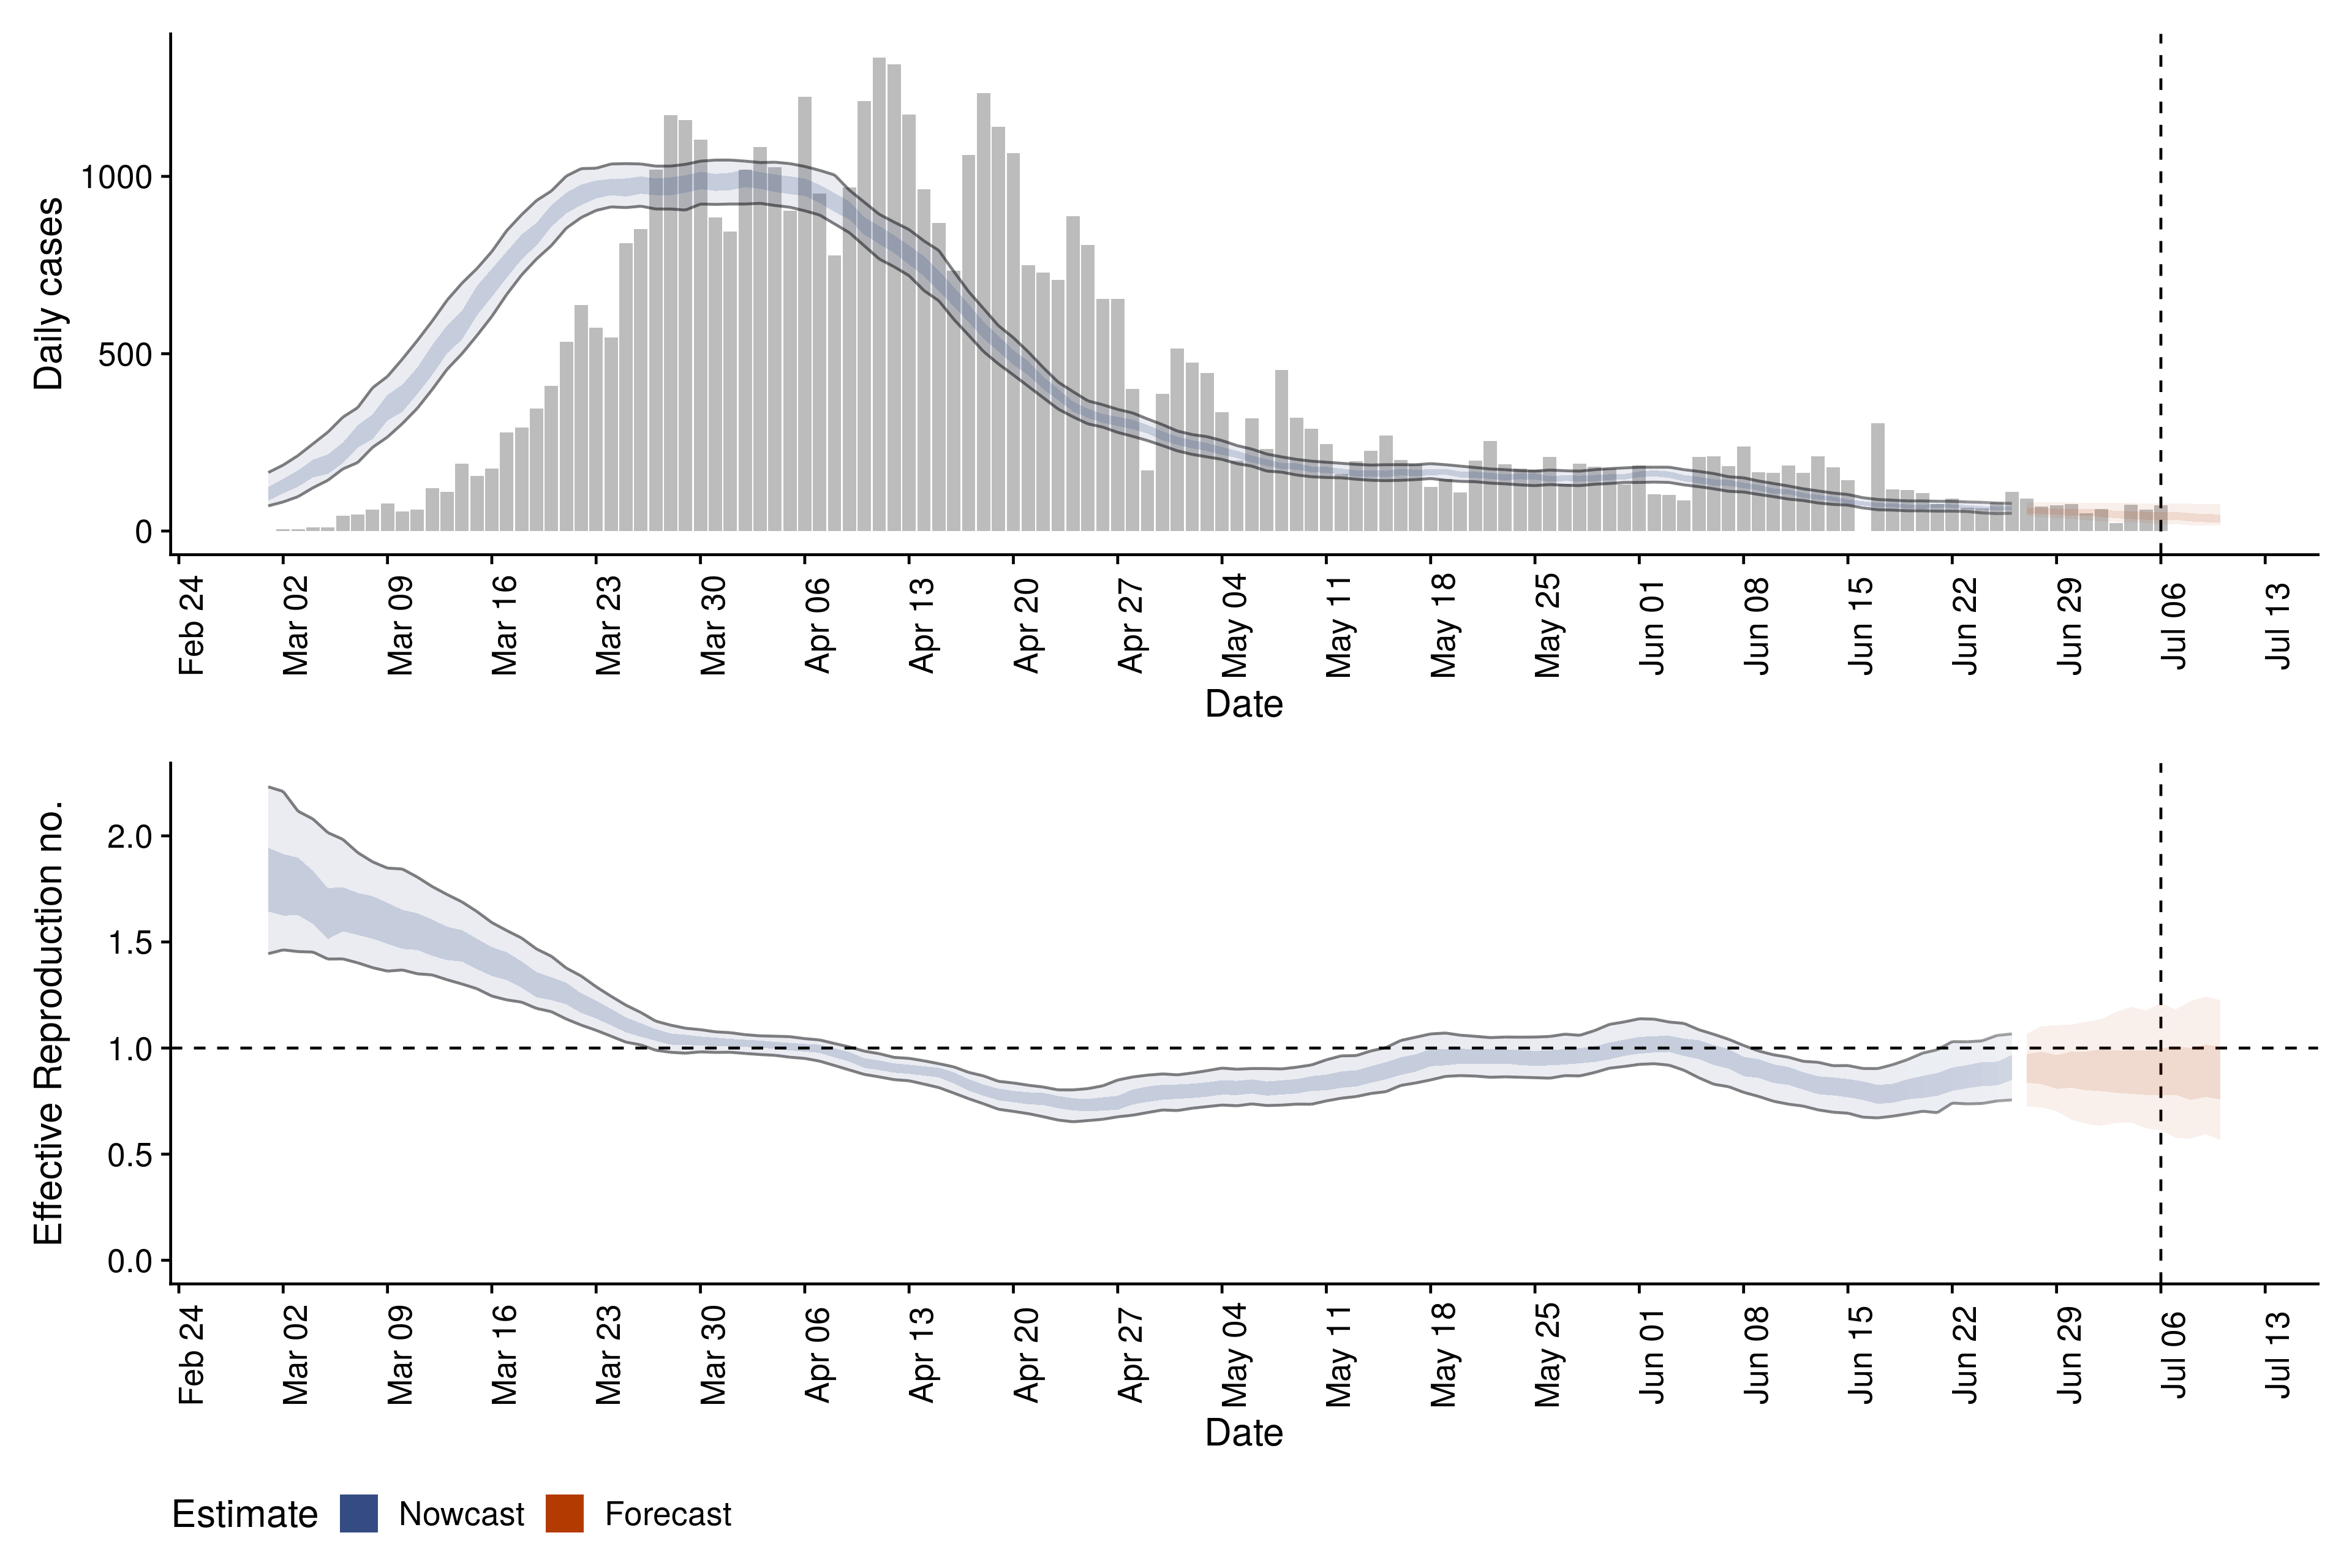 Daily cases
1000
500
0
Feb 24
Mar 02
Mar 09
Mar 16
Mar 23
Mar 30
Apr 06
Apr 13
Apr 20
Apr 27
May 04
May 11
May 18
May 25
Jun 01
Jun 08
Jun 15
Jun 22
Jun 29
Jul 06
Jul 13
Date
Effective Reproduction no.
2.0
1.5
1.0
0.5
0.0
Feb 24
Mar 02
Mar 09
Mar 16
Mar 23
Mar 30
Apr 06
Apr 13
Apr 20
Apr 27
May 04
May 11
May 18
May 25
Jun 01
Jun 08
Jun 15
Jun 22
Jun 29
Jul 06
Jul 13
Date
Estimate Nowcast Forecast